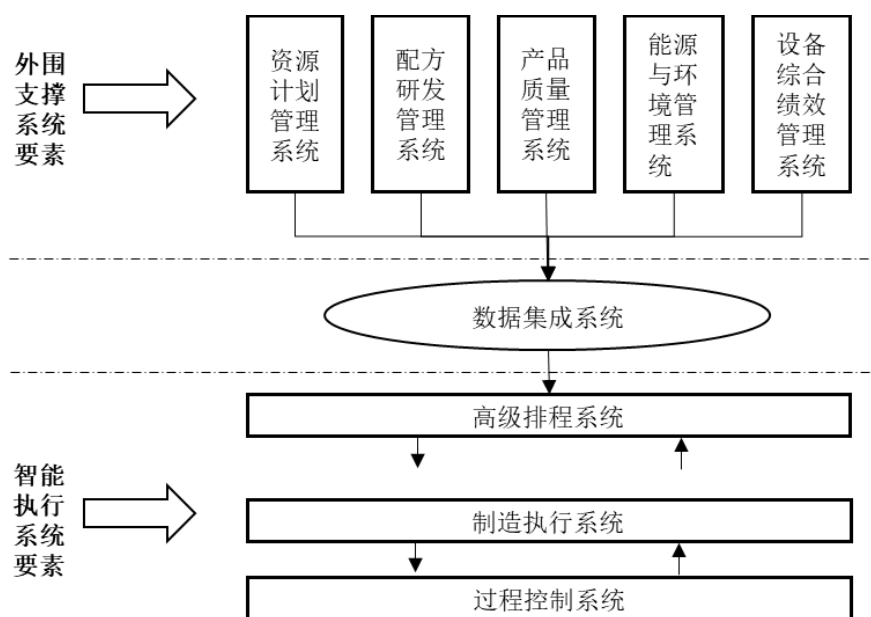 外围
支撑
系统
要素
资源
计划
管理
系统
配方
研发
管理
系统
产品
质量
管理
系统
能源
与环
境管
理系
统
设备
综合
绩效
管理
系统
数据集成系统
高级排程系统
智能
执行
系统
要素
制造执行系统
过程控制系统